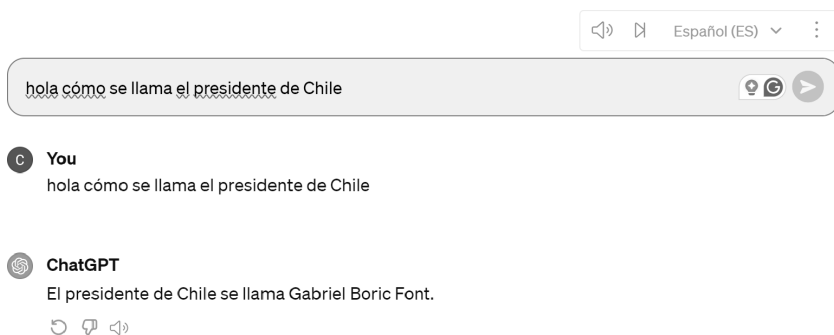 Español (ES)
hola cómo se llama el presidente de Chile
C
You
hola cómo se llama el presidente de Chile
ChatGPT
El presidente de Chile se llama Gabriel Boric Font.